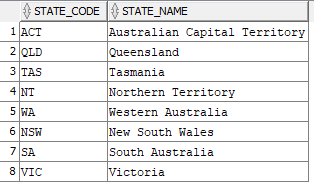 STATE_CODE STATE_NAME
1 ACT Australian Capital Territory
2 QLD Queensland
3 TAS Tasmania
4 NT Northern Territory
5 WA Western Australia
6 NSW New South Wales
7 SA South Australia
8 VIC Victoria